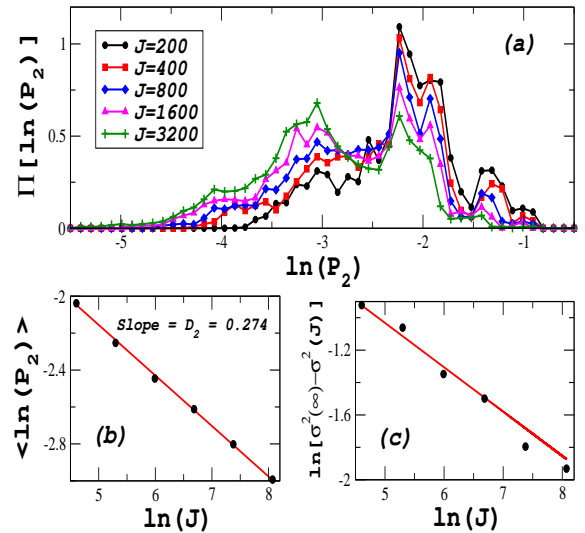 (a)
J=200
J=400
J=800
J=1600
J=3200
Π [ln(P₂)]
1
0.5
0
-5
-4
-3
-2
-1
ln(P₂)
(b)
Slope = D₂ = 0.274
<ln(P₂)>
-2
-2.4
-2.8
5
6
7
8
ln(J)
(c)
ln[σ²(∞)-σ²(J)]
-1.2
-1.6
-2
5
6
7
8
ln(J)